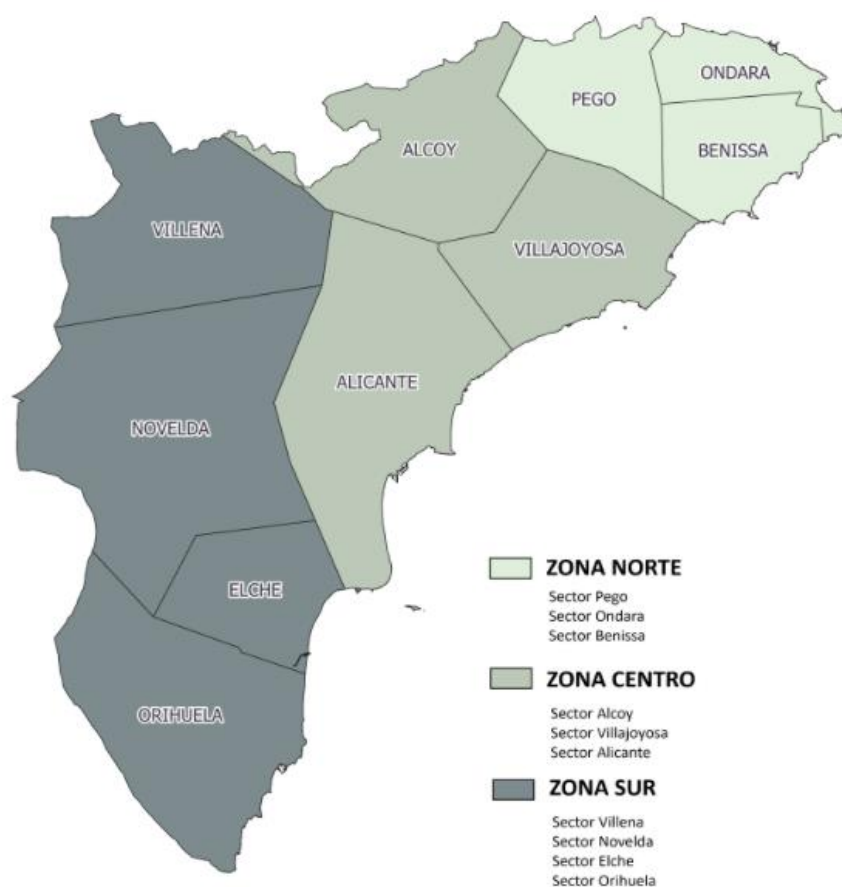 ONDARA
PEGO
BENISSA
ALCOY
VILLENA
VILLAJOYOSA
ALICANTE
NOVELDA
ELCHE
ORIHUELA
ZONA NORTE
Sector Pego
Sector Ondara
Sector Benissa
ZONA CENTRO
Sector Alcoy
Sector Villajoyosa
Sector Alicante
ZONA SUR
Sector Villena
Sector Novelda
Sector Elche
Sector Orihuela